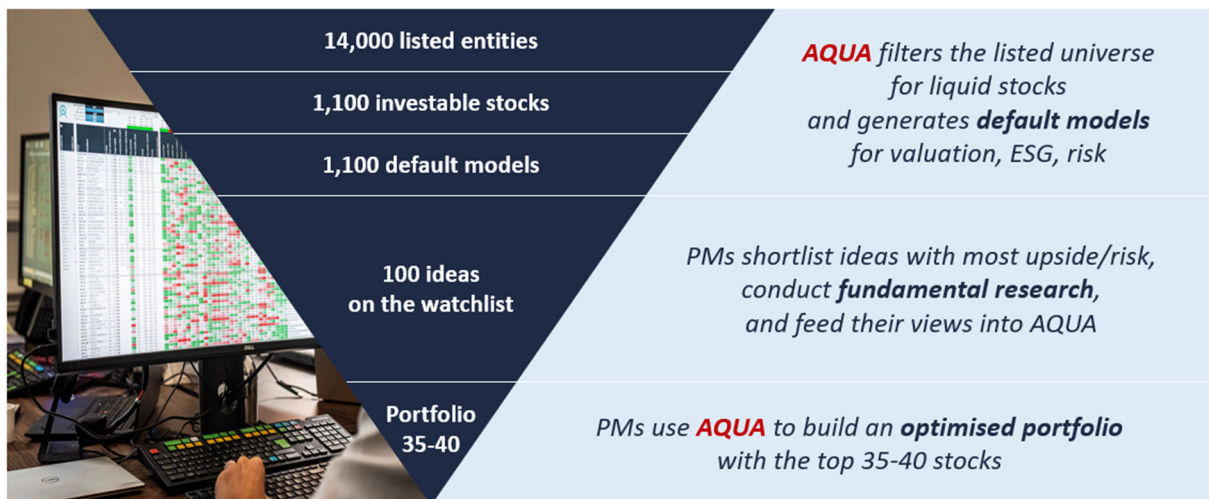 14,000 listed entities
1,100 investable stocks
1,100 default models
AQUA filters the listed universe
for liquid stocks
and generates default models
for valuation, ESG, risk
100 ideas
on the watchlist
PMs shortlist ideas with most upside/risk,
conduct fundamental research,
and feed their views into AQUA
Portfolio
35-40
PMs use AQUA to build an optimised portfolio
with the top 35-40 stocks
DELL